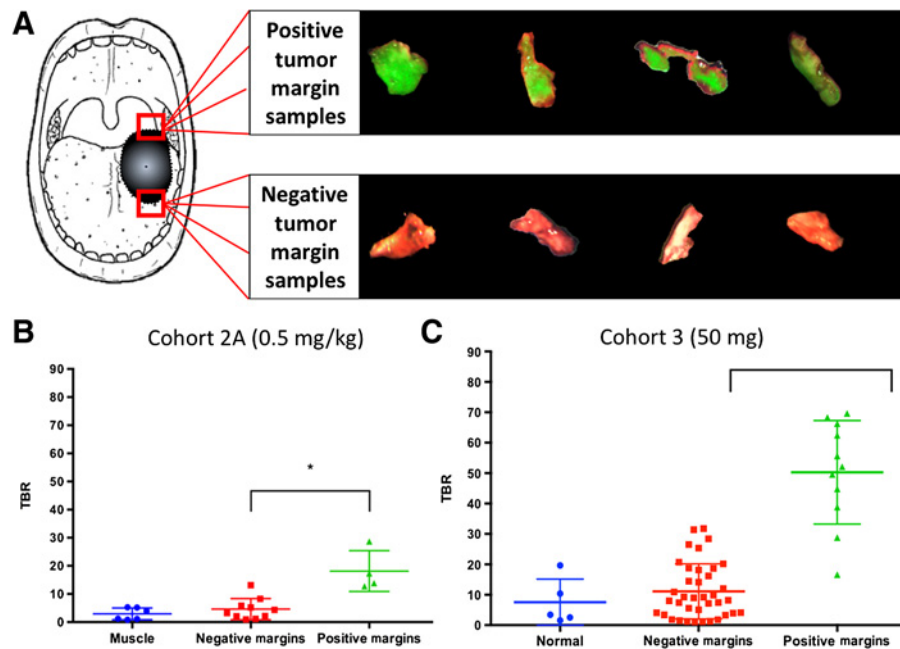 A
Positive
tumor
margin
samples
Negative
tumor
margin
samples
B
Cohort 2A (0.5 mg/kg)
TBR
90
80
70
60
50
40
30
20
10
0
*
Muscle
Negative margins
Positive margins
C
Cohort 3 (50 mg)
TBR
90
80
70
60
50
40
30
20
10
0
Normal
Negative margins
Positive margins